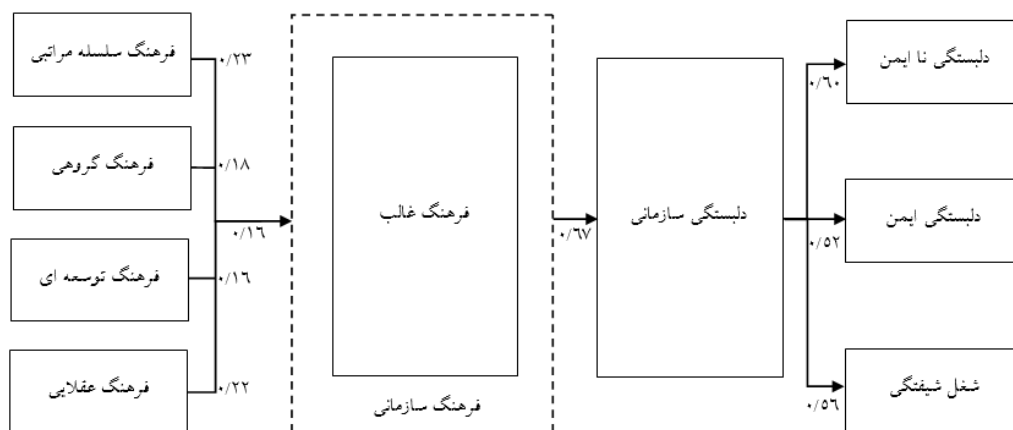 فرهنگ سلسله مراتبی
۰/۲۳
فرهنگ گروهی
۰/۱۸
۰/۱۶
فرهنگ توسعه ای
۰/۱۶
فرهنگ عقلایی
۰/۲۲
فرهنگ غالب
فرهنگ سازمانی
۰/۶۷
دلبستگی سازمانی
دلبستگی نا ایمن
۰/۶۰
دلبستگی ایمن
۰/۵۲
شغل شیفتگی
۰/۵۶